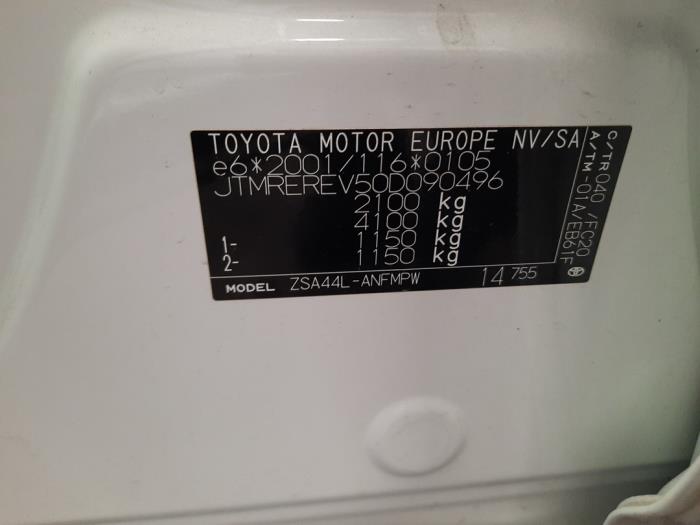 TOYOTA MOTOR EUROPE NV/SA
e6*2001/116*0105
JTMREREV50D090496
2100 kg
4100 kg
1- 1150 kg
2- 1150 kg
MODEL ZSA44L-ANFMPW 14 755
C/TR 040 /FC20
A/TM -01A/EB61F